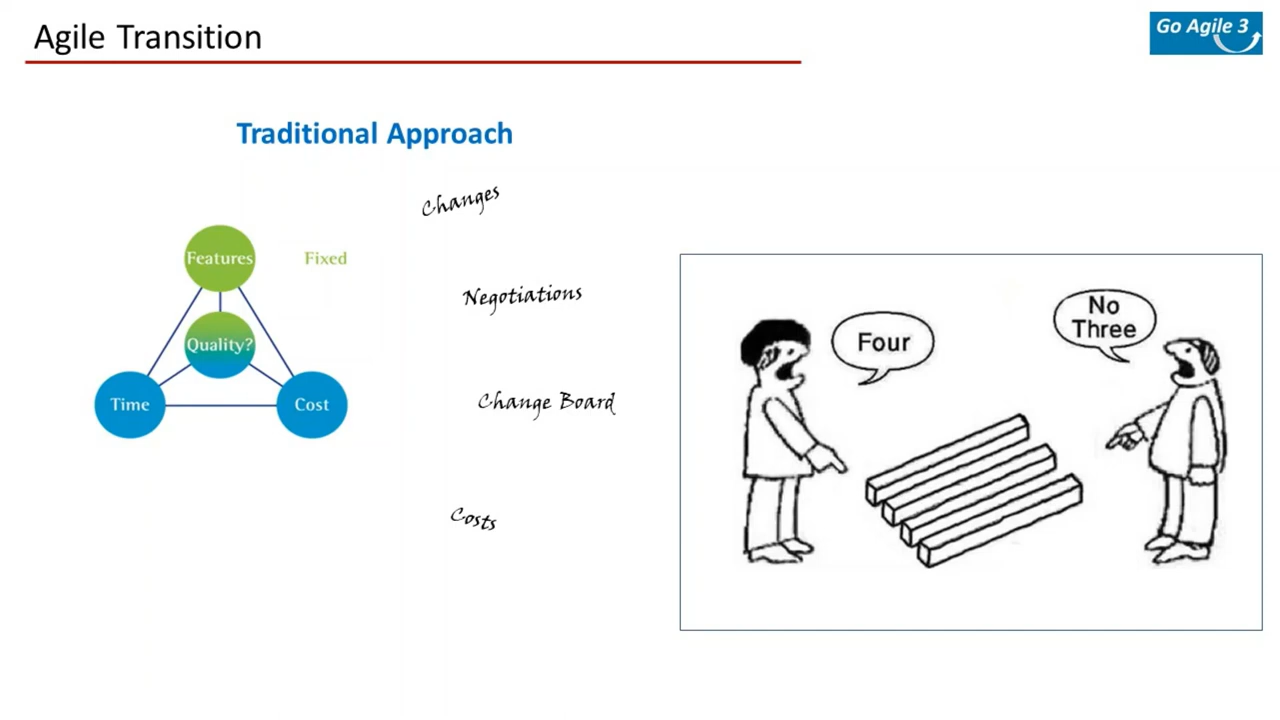 Agile Transition
Go Agile 3
Traditional Approach
Changes
Features
Fixed
Negotiations
Quality?
Time
Cost
Change Board
Costs
Four
No
Three